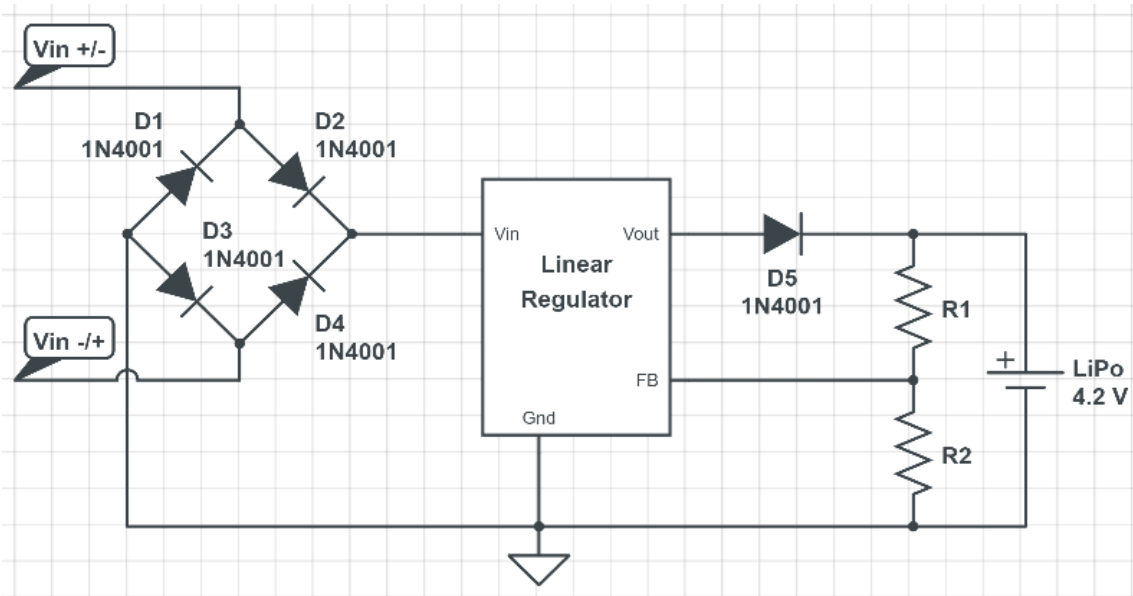 Vin +/-
D1
1N4001
D2
1N4001
D3
1N4001
D4
1N4001
Vin -/+
Vin
Vout
Linear
Regulator
FB
Gnd
D5
1N4001
R1
+
LiPo
4.2 V
R2